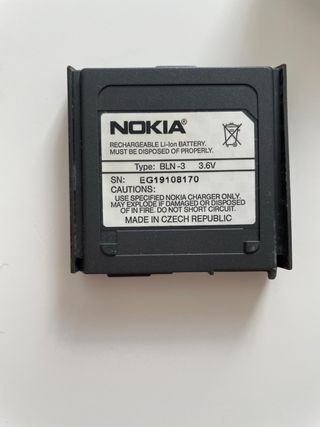 NOKIA®
RECHARGEABLE Li-Ion BATTERY.
MUST BE DISPOSED OF PROPERLY.
Type: BLN-3 3.6V
SN: EG19108170
CAUTIONS:
USE SPECIFIED NOKIA CHARGER ONLY.
MAY EXPLODE IF DAMAGED OR DISPOSED
OF IN FIRE. DO NOT SHORT CIRCUIT.
MADE IN CZECH REPUBLIC